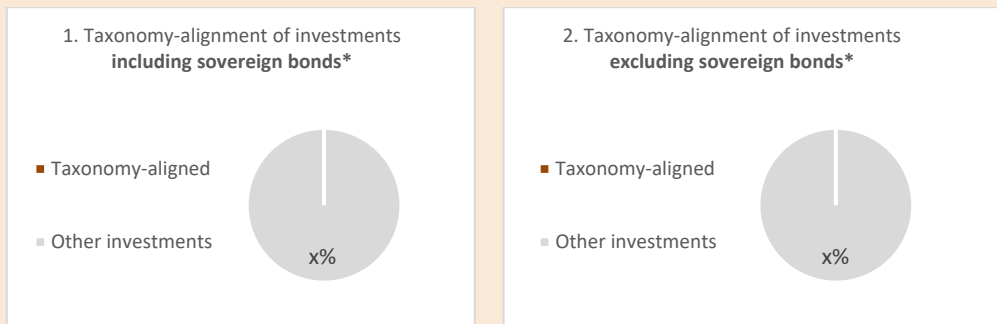 1. Taxonomy-alignment of investments
including sovereign bonds*
Taxonomy-aligned
Other investments
x%
2. Taxonomy-alignment of investments
excluding sovereign bonds*
Taxonomy-aligned
Other investments
x%